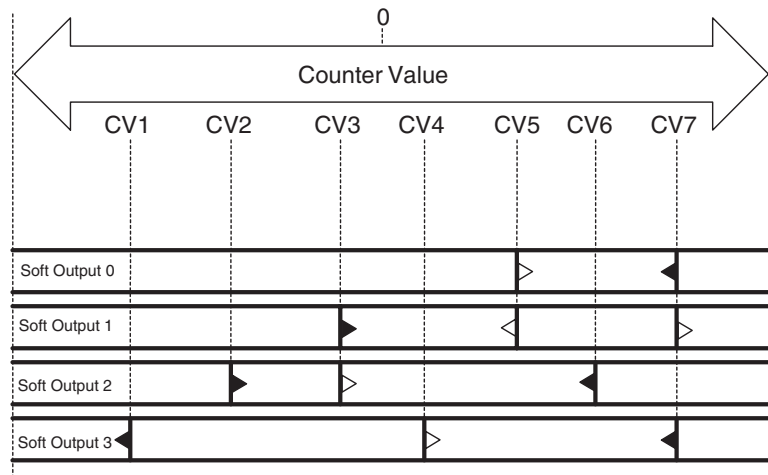 0
Counter Value
CV1 CV2 CV3 CV4 CV5 CV6 CV7
Soft Output 0
Soft Output 1
Soft Output 2
Soft Output 3